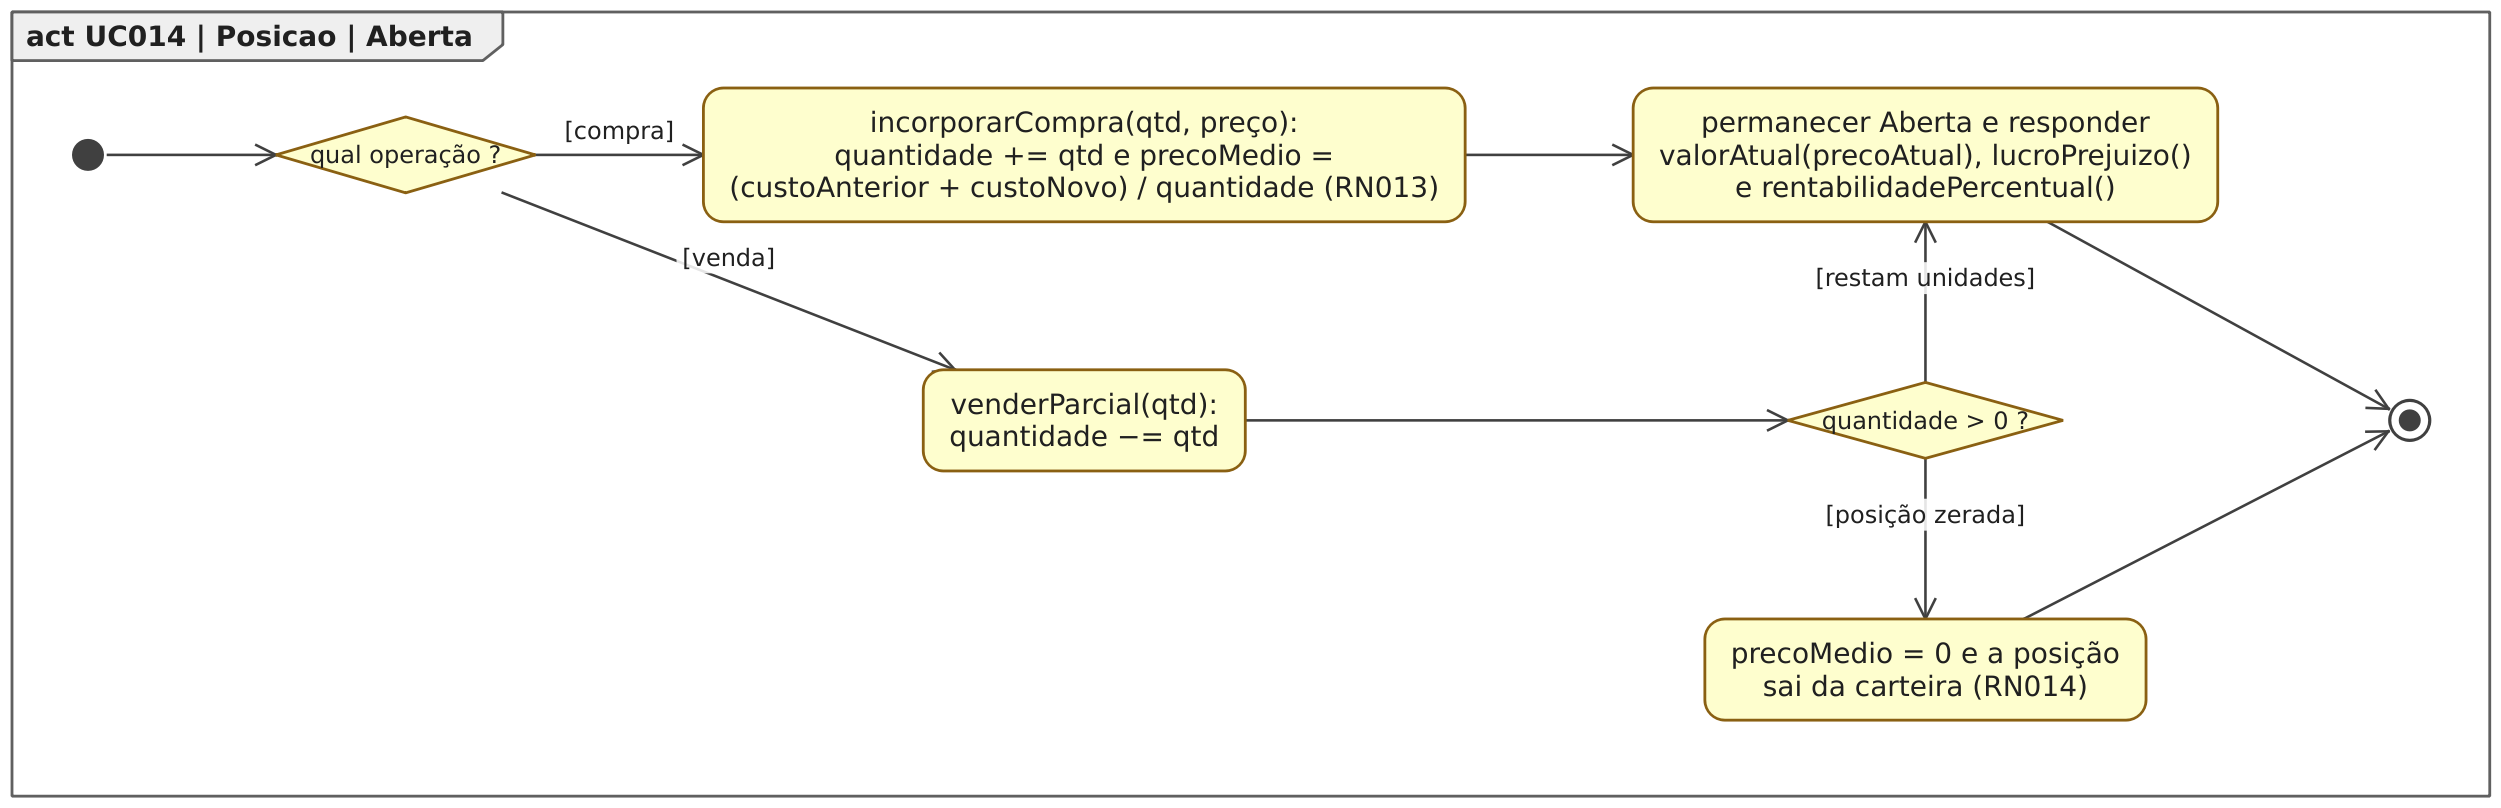 act UC014 | Posicao | Aberta
qual operação ?
[compra]
incorporarCompra(qtd, preço):
quantidade += qtd e precoMedio =
(custoAnterior + custoNovo) / quantidade (RN013)
permanecer Aberta e responder
valorAtual(precoAtual), lucroPrejuizo()
e rentabilidadePercentual()
[venda]
[restam unidades]
venderParcial(qtd):
quantidade −= qtd
quantidade > 0 ?
[posição zerada]
precoMedio = 0 e a posição
sai da carteira (RN014)